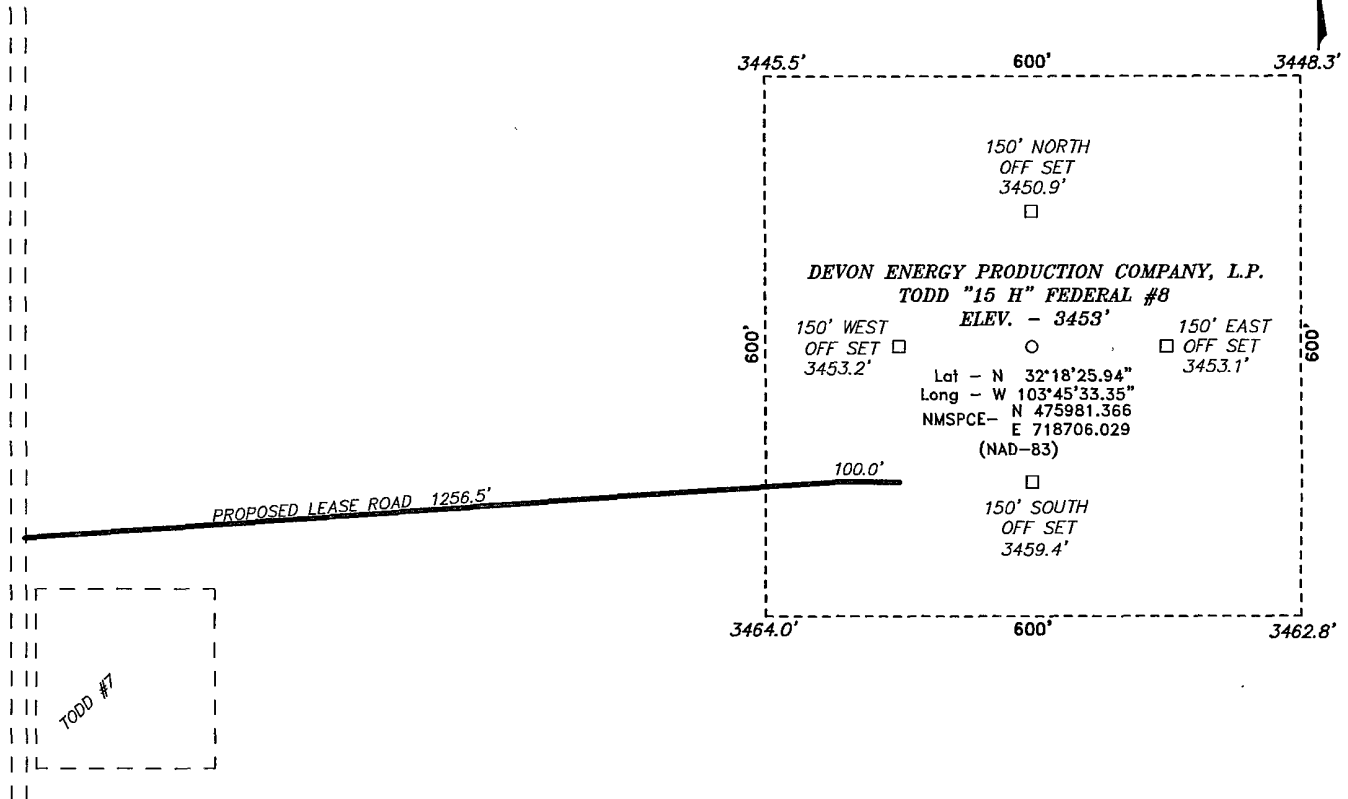 3445.5' 600' 3448.3'
150' NORTH
OFF SET
3450.9'
DEVON ENERGY PRODUCTION COMPANY, L.P.
TODD "15 H" FEDERAL #8
ELEV. - 3453'
600'
150' WEST
OFF SET
3453.2'
150' EAST
OFF SET
3453.1'
600'
Lat - N 32°18'25.94"
Long - W 103°45'33.35"
NMSPCE- N 475981.366
E 718706.029
(NAD-83)
100.0'
PROPOSED LEASE ROAD 1256.5'
150' SOUTH
OFF SET
3459.4'
3464.0' 600' 3462.8'
TODD #7